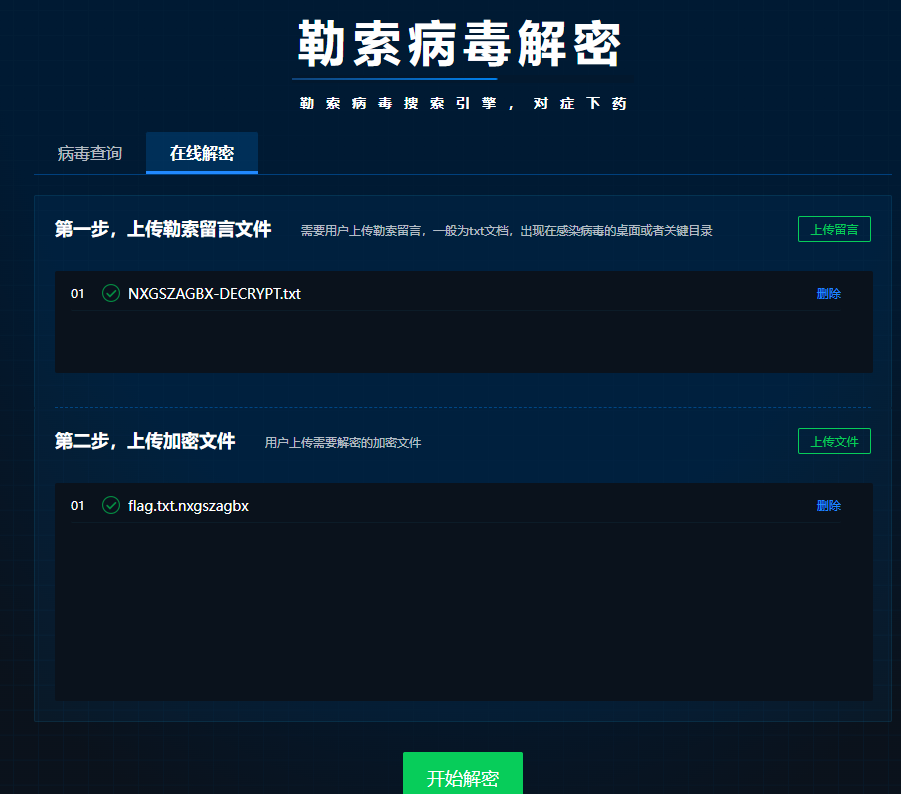 勒索病毒解密
勒索病毒搜索引擎，对症下药
病毒查询 在线解密
第一步，上传勒索留言文件 需要用户上传勒索留言，一般为txt文档，出现在感染病毒的桌面或者关键目录 上传留言
01 NXGSZAGBX-DECRYPT.txt 删除
第二步，上传加密文件 用户上传需要解密的加密文件 上传文件
01 flag.txt.nxgszagbx 删除
开始解密